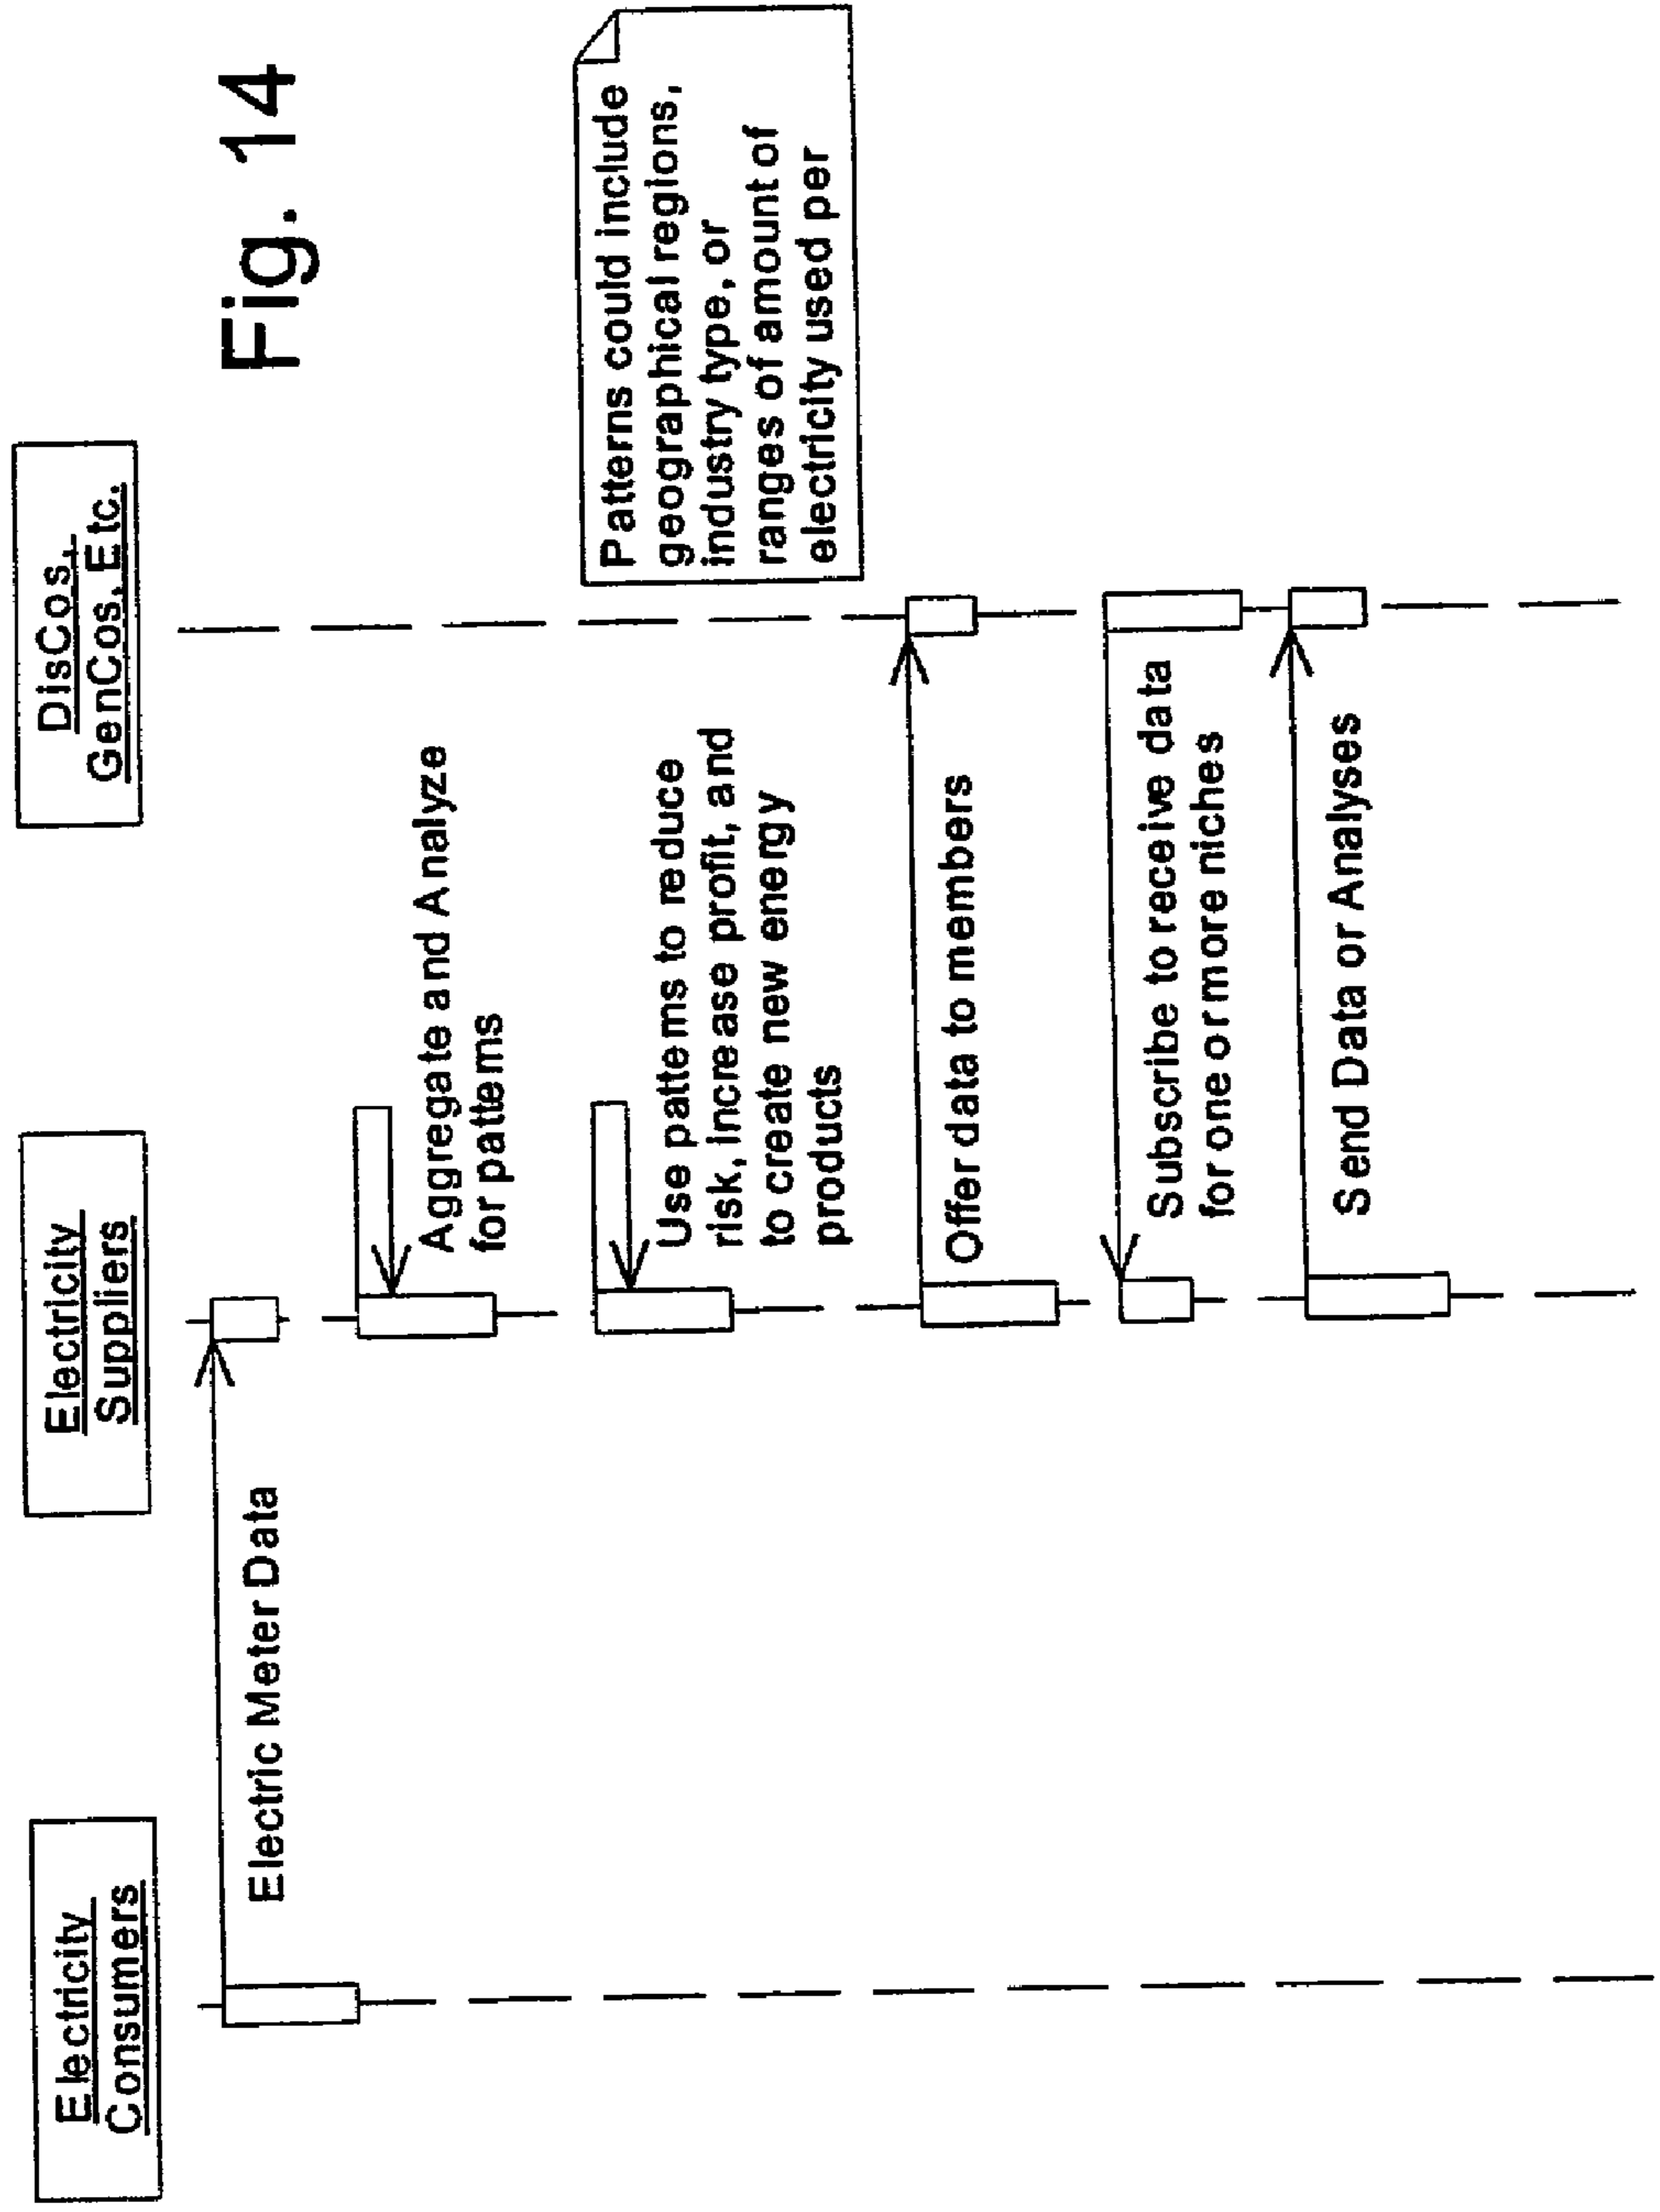 Fig. 14
Electricity
Consumers
Electricity
Suppliers
DisCos,
GenCos, Etc.
Electric Meter Data
Aggregate and Analyze
for patterns
Patterns could include
geographical regions,
industry type, or
ranges of amount of
electricity used per
Use patterns to reduce
risk, increase profit, and
to create new energy
products
Offer data to members
Subscribe to receive data
for one or more niches
Send Data or Analyses